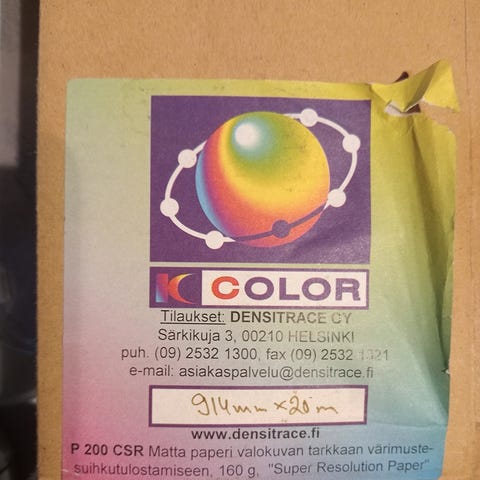 K COLOR
Tilaukset: DENSITRACE OY
Särkikuja 3, 00210 HELSINKI
puh. (09) 2532 1300, fax (09) 2532 1321
e-mail: asiakaspalvelu@densitrace.fi
914mm x 20m
www.densitrace.fi
P 200 CSR Matta paperi valokuvan tarkkaan värimuste-
suihkutulostamiseen, 160 g, "Super Resolution Paper"